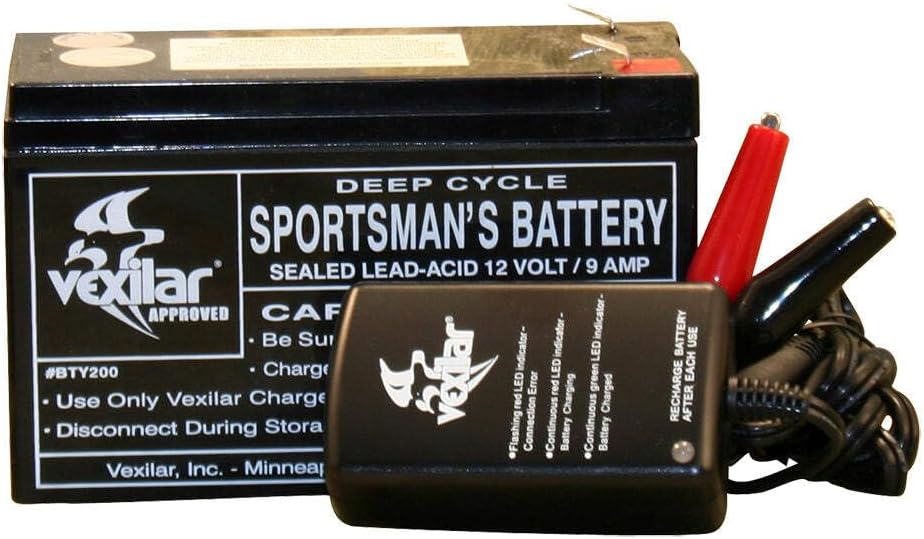 DEEP CYCLE
SPORTSMAN'S BATTERY
SEALED LEAD-ACID 12 VOLT / 9 AMP
vexilar®
APPROVED
#BTY200
• Be Sur
• Charge
• Use Only Vexilar Charge
• Disconnect During Stora
Vexilar, Inc. - Minneap
vexilar®
•Flashing red LED indicator -
Connection Error
•Continuous red LED indicator -
Battery Charging
•Continuous green LED indicator -
Battery Charged
RECHARGE BATTERY
AFTER EACH USE